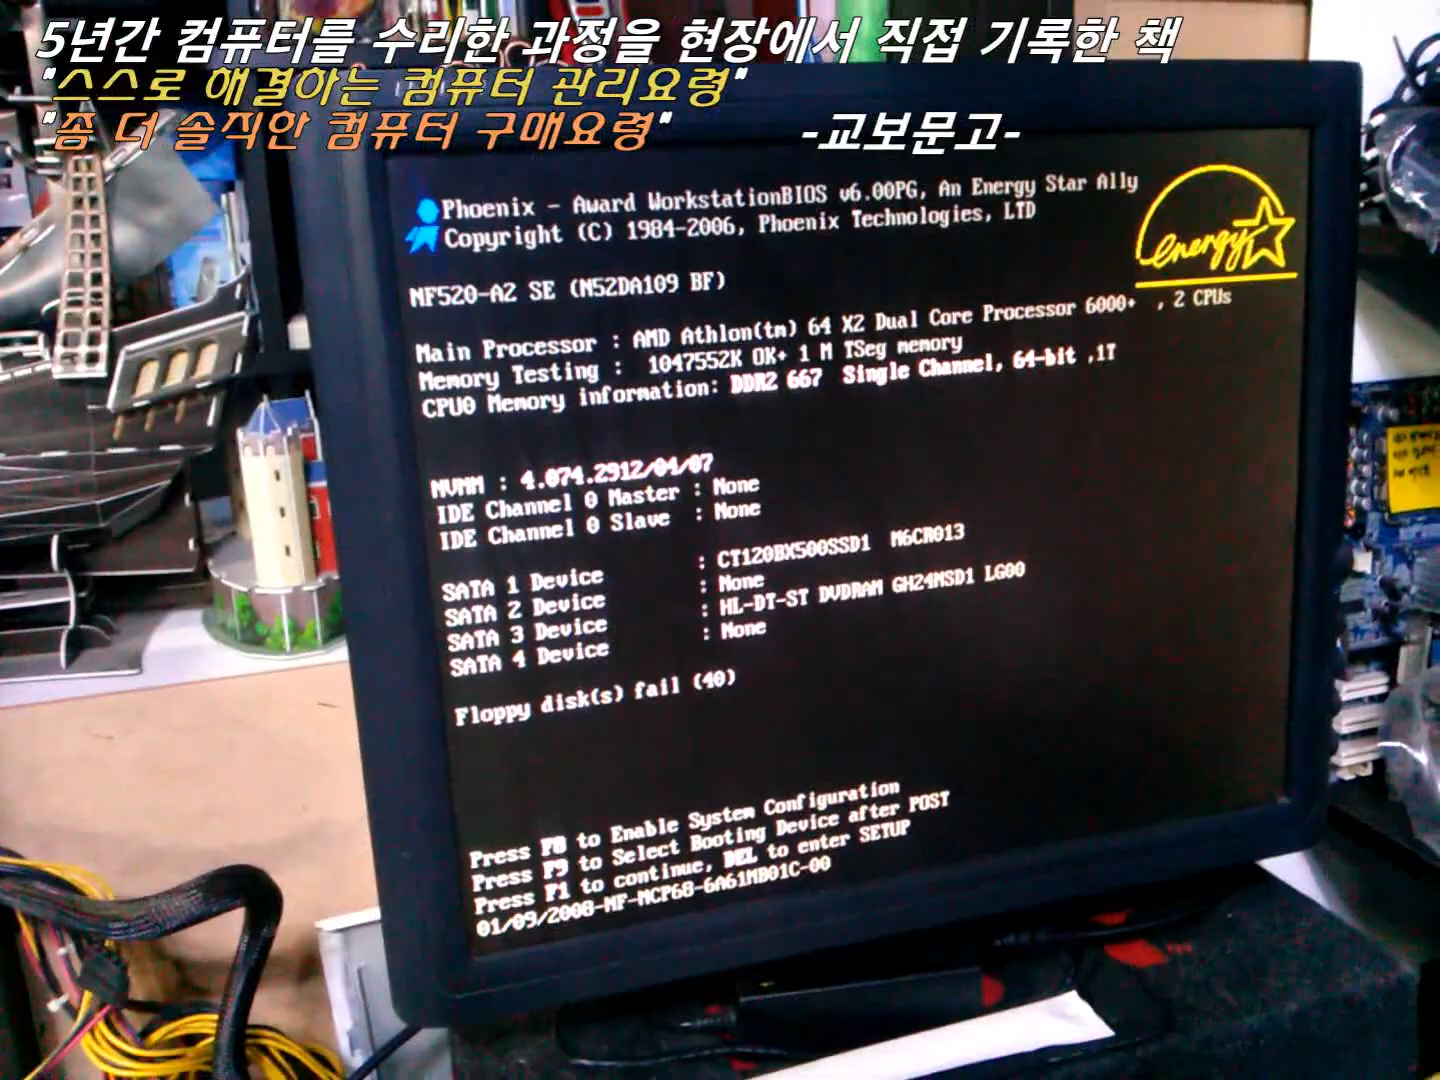 5년간 컴퓨터를 수리한 과정을 현장에서 직접 기록한 책
"스스로 해결하는 컴퓨터 관리요령"
"좀 더 솔직한 컴퓨터 구매요령" -교보문고-
Phoenix - Award WorkstationBIOS v6.00PG, An Energy Star Ally
Copyright (C) 1984-2006, Phoenix Technologies, LTD
energy
MF520-A2 SE (N52DA109 BF)
Main Processor : AMD Athlon(tm) 64 X2 Dual Core Processor 6000+ , 2 CPUs
Memory Testing : 1047552K OK+ 1 M TSeg memory
CPU0 Memory information: DDR2 667 Single Channel, 64-bit ,1T
NVMM : 4.074.2912/04/07
IDE Channel 0 Master : None
IDE Channel 0 Slave : None
SATA 1 Device : CT120BX500SSD1 M6CR013
SATA 2 Device : None
SATA 3 Device : HL-DT-ST DVDRAM GH24NSD1 LG00
SATA 4 Device : None
Floppy disk(s) fail (40)
Press F8 to Enable System Configuration
Press F9 to Select Booting Device after POST
Press F1 to continue, DEL to enter SETUP
01/09/2008-NF-MCP68-6A61MB01C-00